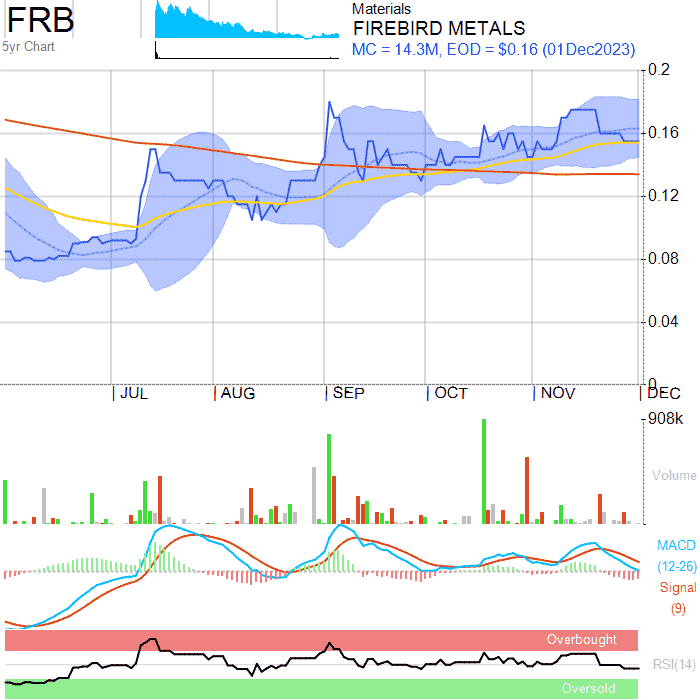 FRB
5yr Chart
Materials
FIREBIRD METALS
MC = 14.3M, EOD = $0.16 (01Dec2023)
0.2
0.16
0.12
0.08
0.04
0
JUL AUG SEP OCT NOV DEC
908k
Volume
MACD
(12-26)
Signal
(9)
Overbought
RSI(14)
Oversold